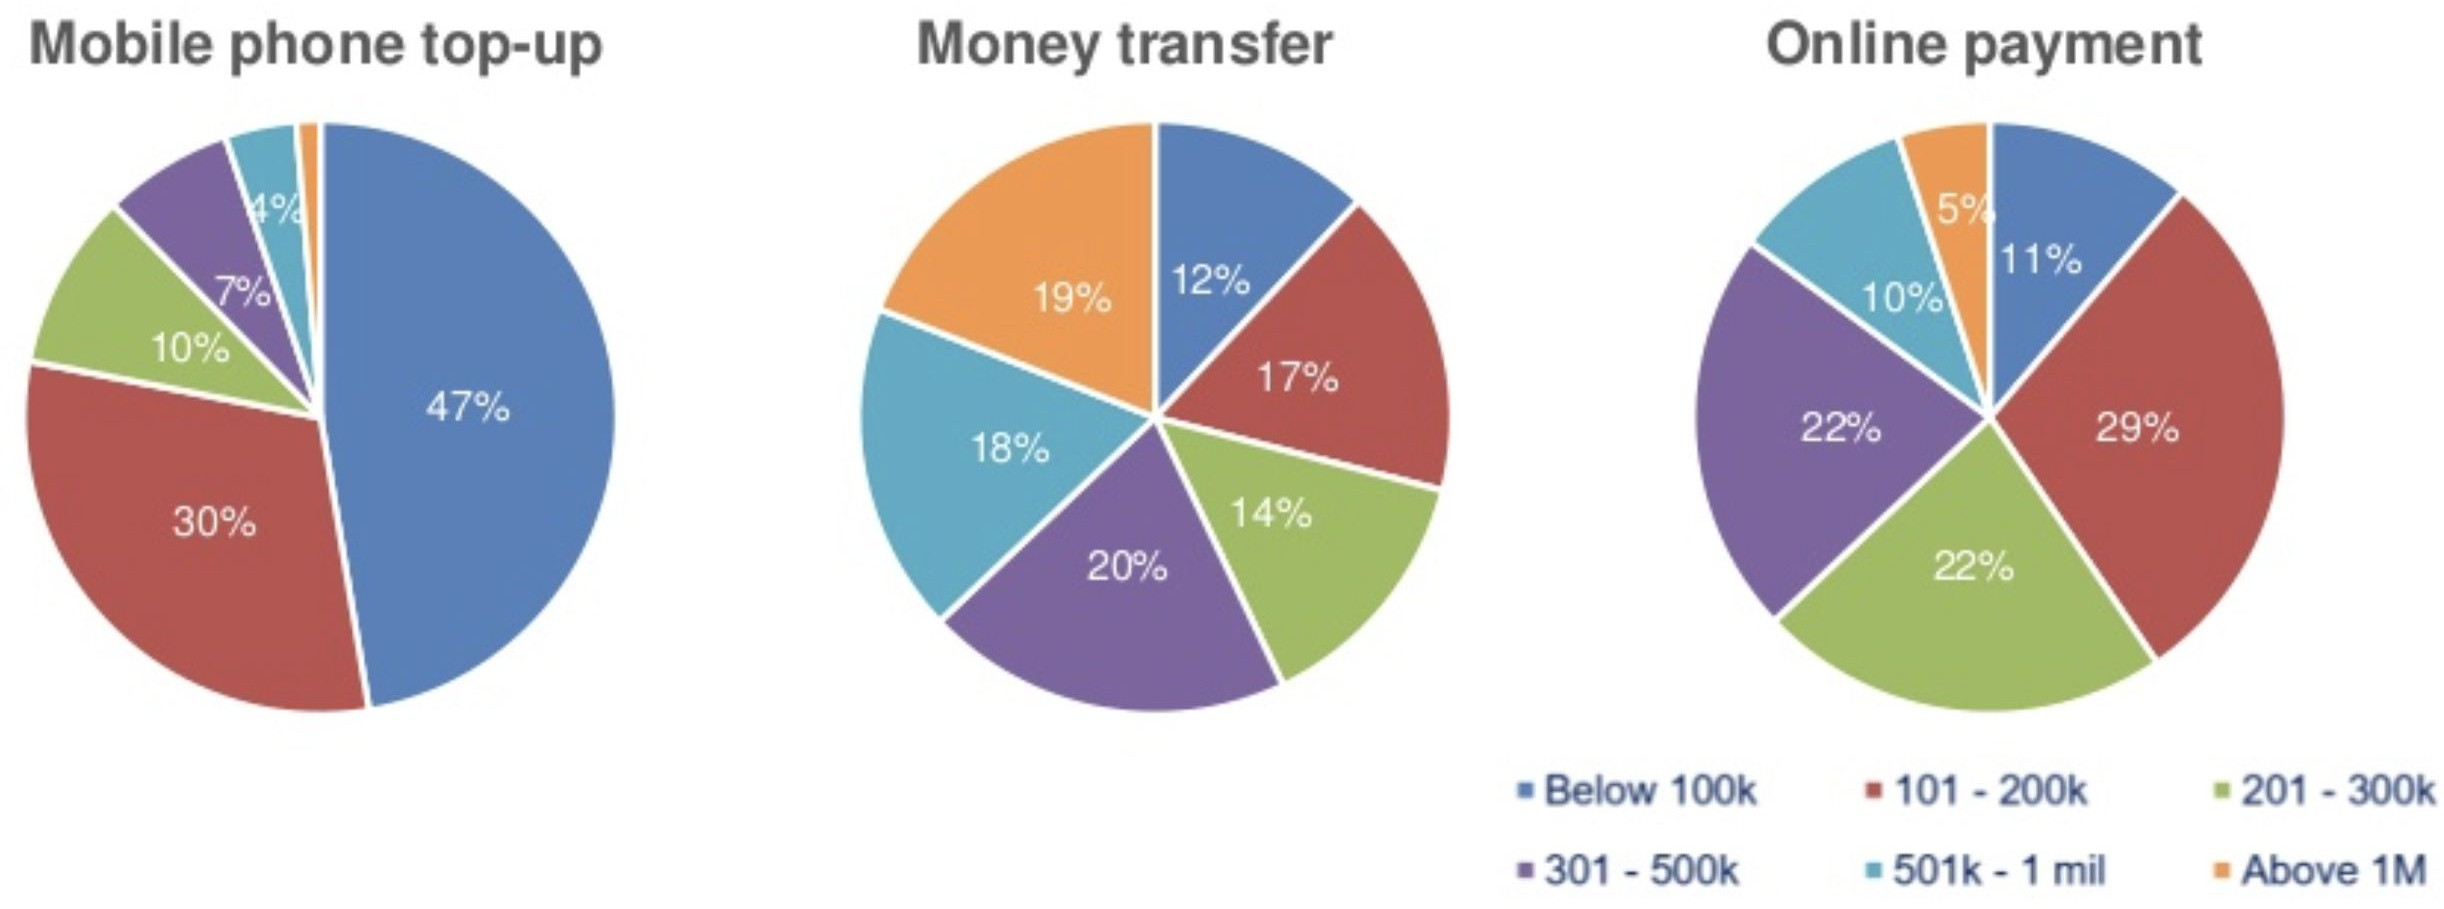 Mobile phone top-up
47%
30%
10%
7%
4%
Money transfer
12%
17%
14%
20%
18%
19%
Online payment
11%
29%
22%
22%
10%
5%
Below 100k
101 - 200k
201 - 300k
301 - 500k
501k - 1 mil
Above 1M